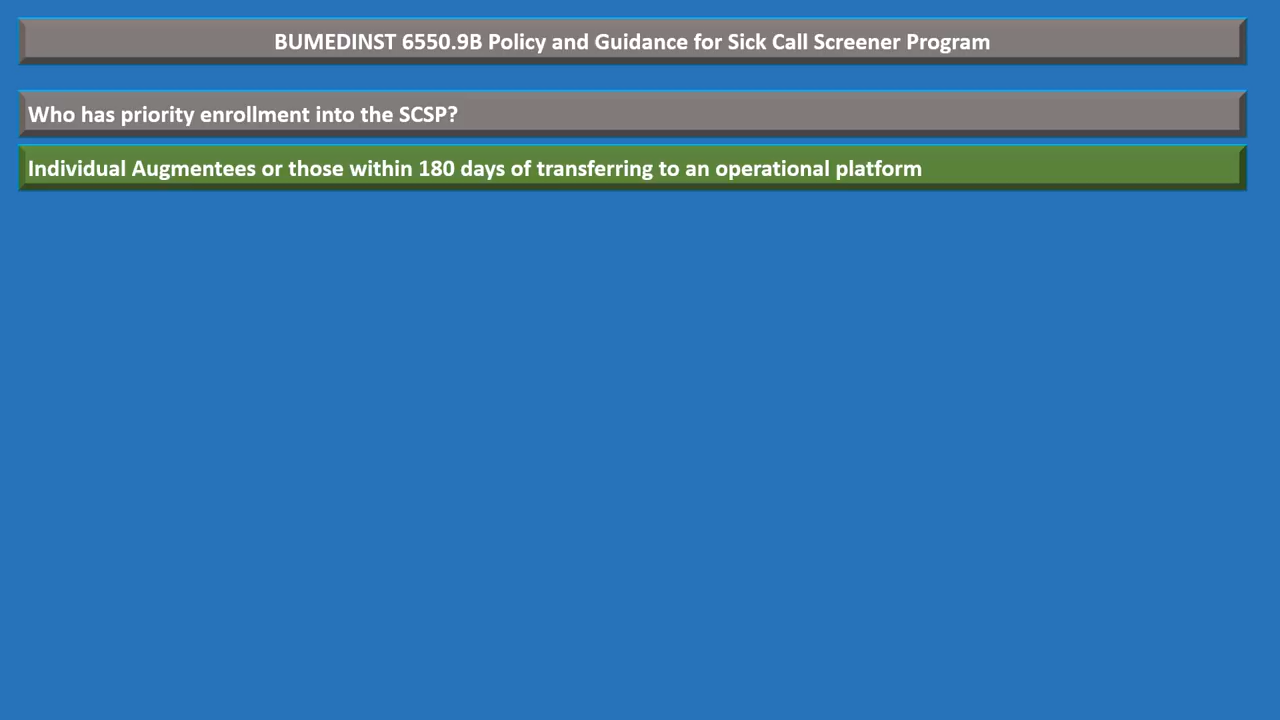 BUMEDINST 6550.9B Policy and Guidance for Sick Call Screener Program
Who has priority enrollment into the SCSP?
Individual Augmentees or those within 180 days of transferring to an operational platform